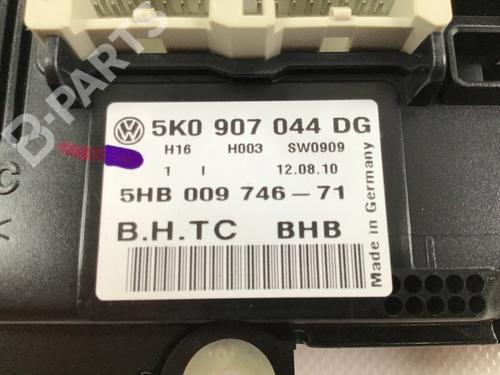 B-PARTS
VW 5K0 907 044 DG
H16 H003 SW0909
1 I 12.08.10
5HB 009 746-71
B.H.TC BHB
Made in Germany